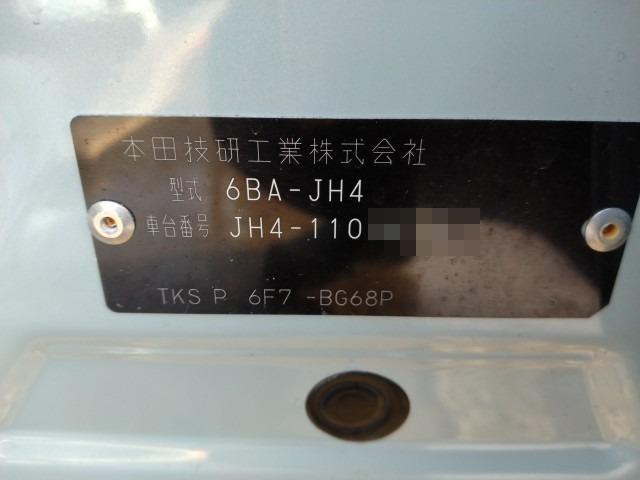 本田技研工業株式会社
型式 6BA-JH4
車台番号 JH4-110
TKS P 6F7 -BG68P